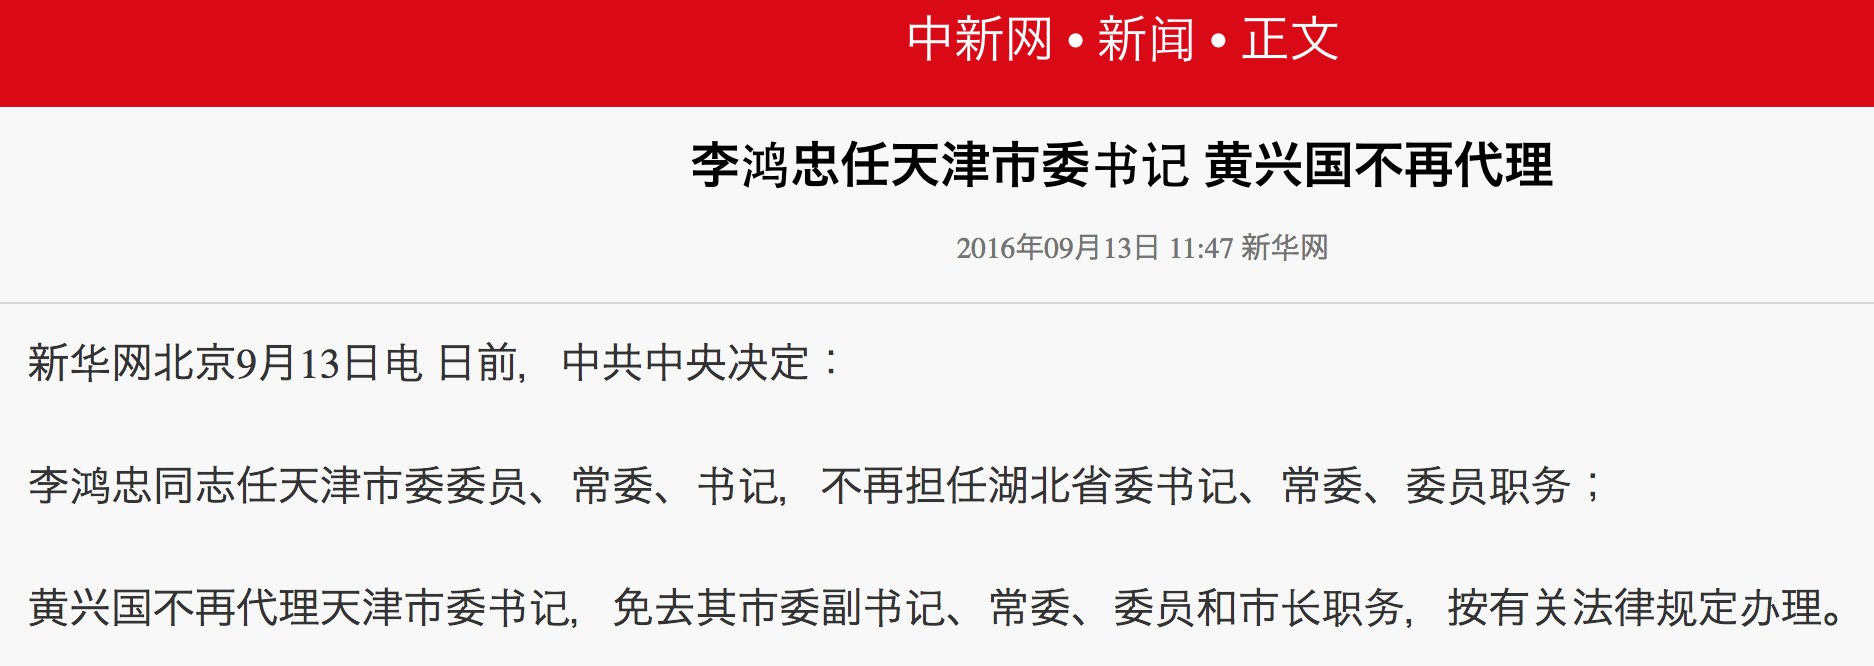 中新网 • 新闻 • 正文
李鸿忠任天津市委书记 黄兴国不再代理
2016年09月13日 11:47 新华网
新华网北京9月13日电 日前，中共中央决定：
李鸿忠同志任天津市委委员、常委、书记，不再担任湖北省委书记、常委、委员职务；
黄兴国不再代理天津市委书记，免去其市委副书记、常委、委员和市长职务，按有关法律规定办理。